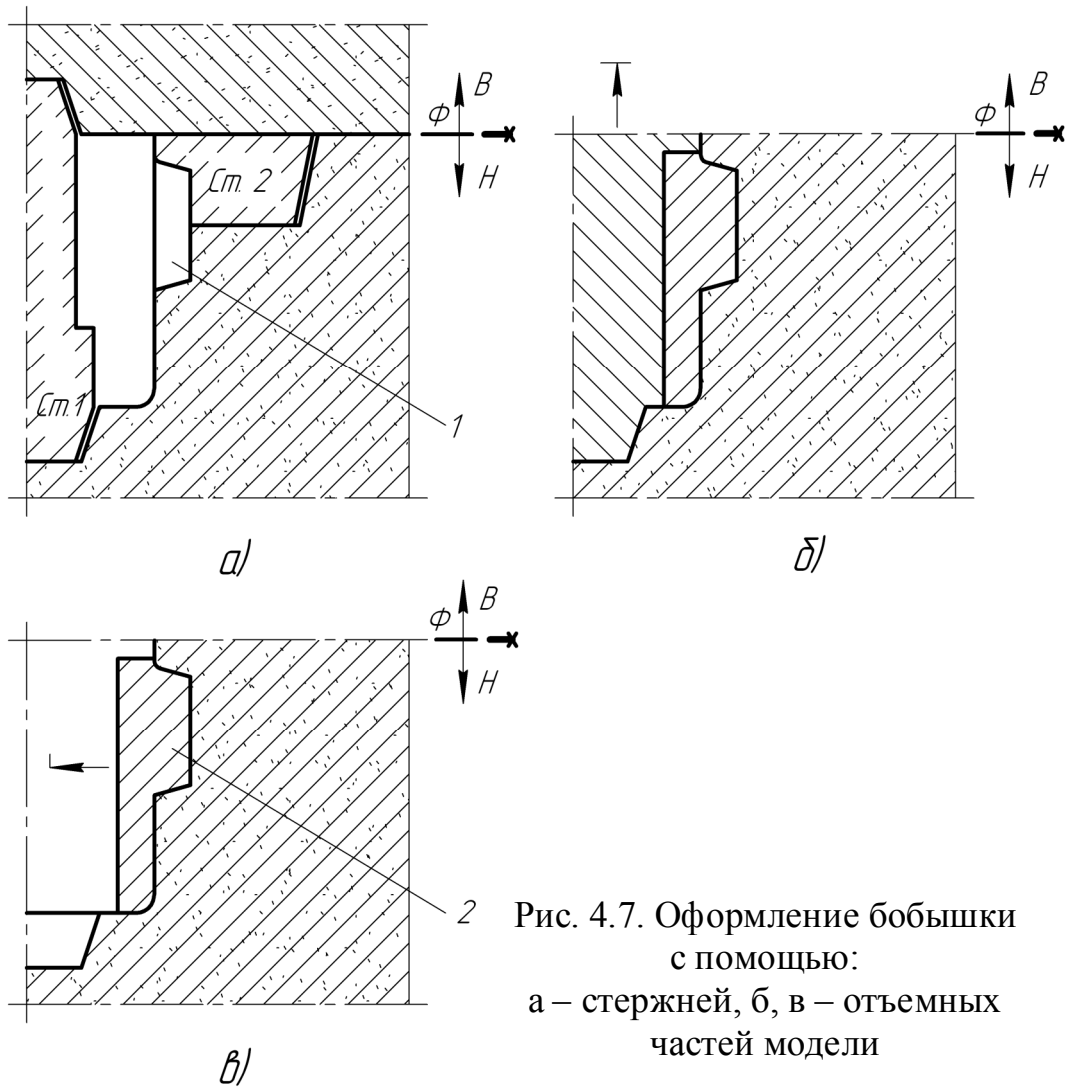 В
Ф
Н
Ст. 2
Ст.1
1
а)
В
Ф
Н
б)
В
Ф
Н
2
в)
Рис. 4.7. Оформление бобышки
с помощью:
а – стержней, б, в – отъемных
частей модели